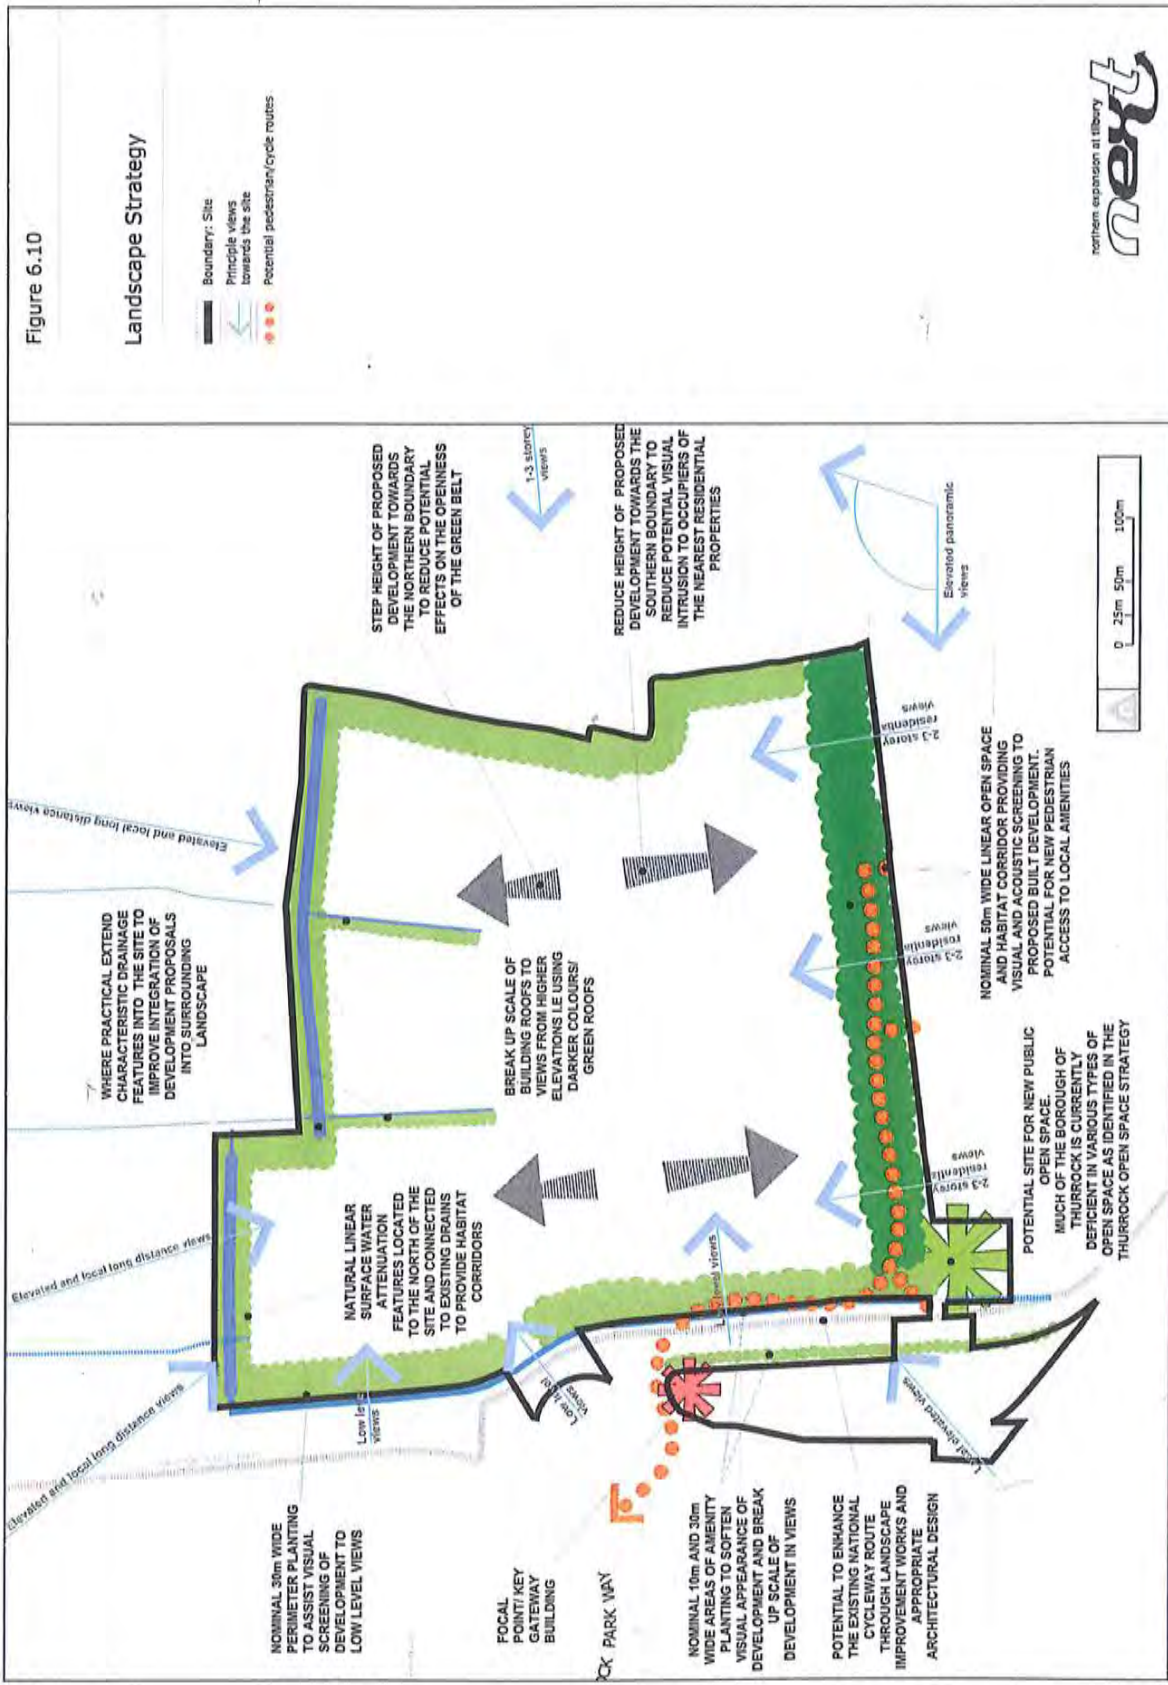 Figure 6.10
Landscape Strategy
Boundary: Site
Principle views
towards the site
Potential pedestrian/cycle routes
northern expansion at tilbury
next
Elevated and local long distance views
Elevated and local long distance views
Elevated and local long distance views
WHERE PRACTICAL EXTEND
CHARACTERISTIC DRAINAGE
FEATURES INTO THE SITE TO
IMPROVE INTEGRATION OF
DEVELOPMENT PROPOSALS
INTO SURROUNDING
LANDSCAPE
STEP HEIGHT OF PROPOSED
DEVELOPMENT TOWARDS
THE NORTHERN BOUNDARY
TO REDUCE POTENTIAL
EFFECTS ON THE OPENNESS
OF THE GREEN BELT
1-3 storey
views
NOMINAL 30m WIDE
PERIMETER PLANTING
TO ASSIST VISUAL
SCREENING OF
DEVELOPMENT TO
LOW LEVEL VIEWS
Low level
views
NATURAL LINEAR
SURFACE WATER
ATTENUATION
FEATURES LOCATED
TO THE NORTH OF THE
SITE AND CONNECTED
TO EXISTING DRAINS
TO PROVIDE HABITAT
CORRIDORS
BREAK UP SCALE OF
BUILDING ROOFS TO
VIEWS FROM HIGHER
ELEVATIONS I.E USING
DARKER COLOURS/
GREEN ROOFS
REDUCE HEIGHT OF PROPOSED
DEVELOPMENT TOWARDS THE
SOUTHERN BOUNDARY TO
REDUCE POTENTIAL VISUAL
INTRUSION TO OCCUPIERS OF
THE NEAREST RESIDENTIAL
PROPERTIES
FOCAL
POINT/ KEY
GATEWAY
BUILDING
Low level
views
CK PARK WAY
Low level views
NOMINAL 10m AND 30m
WIDE AREAS OF AMENITY
PLANTING TO SOFTEN
VISUAL APPEARANCE OF
DEVELOPMENT AND BREAK
UP SCALE OF
DEVELOPMENT IN VIEWS
POTENTIAL TO ENHANCE
THE EXISTING NATIONAL
CYCLEWAY ROUTE
THROUGH LANDSCAPE
IMPROVEMENT WORKS AND
APPROPRIATE
ARCHITECTURAL DESIGN
Local elevated views
2-3 storey
residentia
views
2-3 storey
residentia
views
2-3 storey
residentia
views
Elevated panoramic
views
POTENTIAL SITE FOR NEW PUBLIC
OPEN SPACE.
MUCH OF THE BOROUGH OF
THURROCK IS CURRENTLY
DEFICIENT IN VARIOUS TYPES OF
OPEN SPACE AS IDENTIFIED IN THE
THURROCK OPEN SPACE STRATEGY
NOMINAL 50m WIDE LINEAR OPEN SPACE
AND HABITAT CORRIDOR PROVIDING
VISUAL AND ACOUSTIC SCREENING TO
PROPOSED BUILT DEVELOPMENT.
POTENTIAL FOR NEW PEDESTRIAN
ACCESS TO LOCAL AMENITIES
0 25m 50m 100m